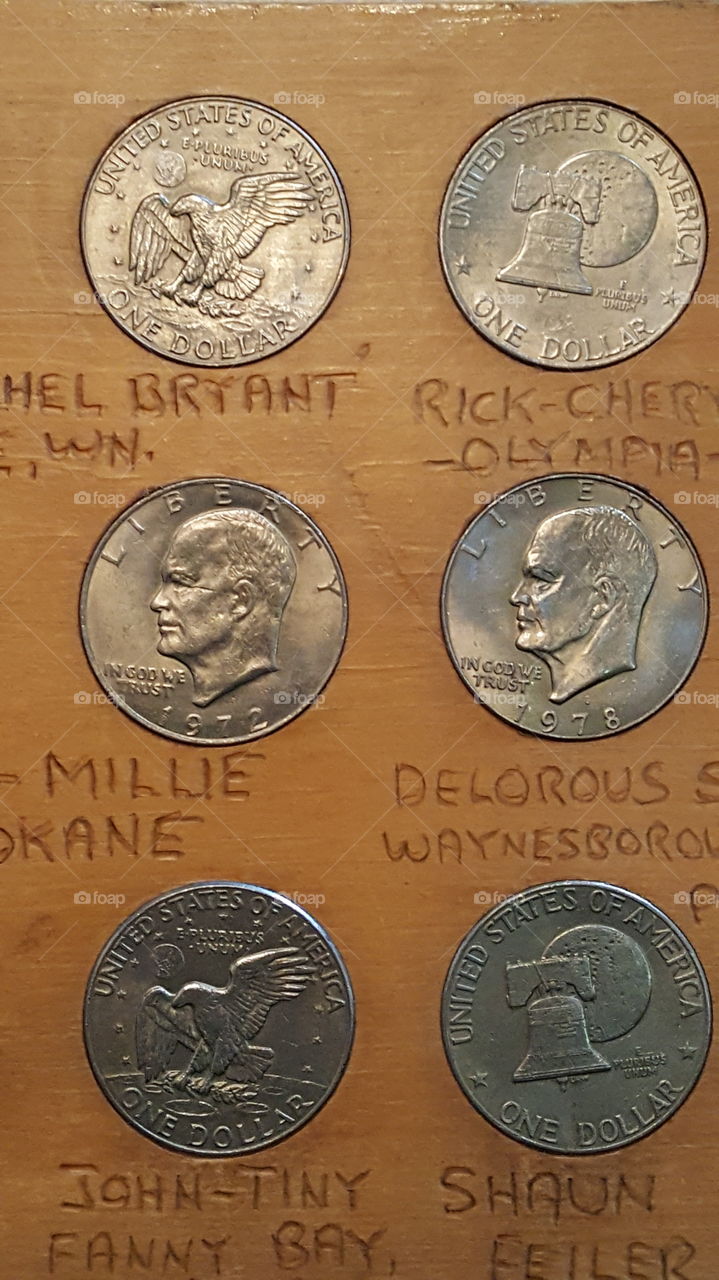 UNITED STATES OF AMERICA
E·PLURIBUS
·UNUM·
ONE DOLLAR
UNITED STATES OF AMERICA
E
PLURIBUS
UNUM
ONE DOLLAR
HEL BRYANT
E, WN.
RICK-CHERY
-OLYMPIA-
LIBERTY
IN GOD WE
TRUST
1972
LIBERTY
IN GOD WE
TRUST
1978
- MILLIE
OKANE
DELOROUS S
WAYNESBOROU
UNITED STATES OF AMERICA
E·PLURIBUS
·UNUM·
ONE DOLLAR
UNITED STATES OF AMERICA
E
PLURIBUS
UNUM
ONE DOLLAR
JOHN-TINY
FANNY BAY,
SHAUN
FEILER
foap